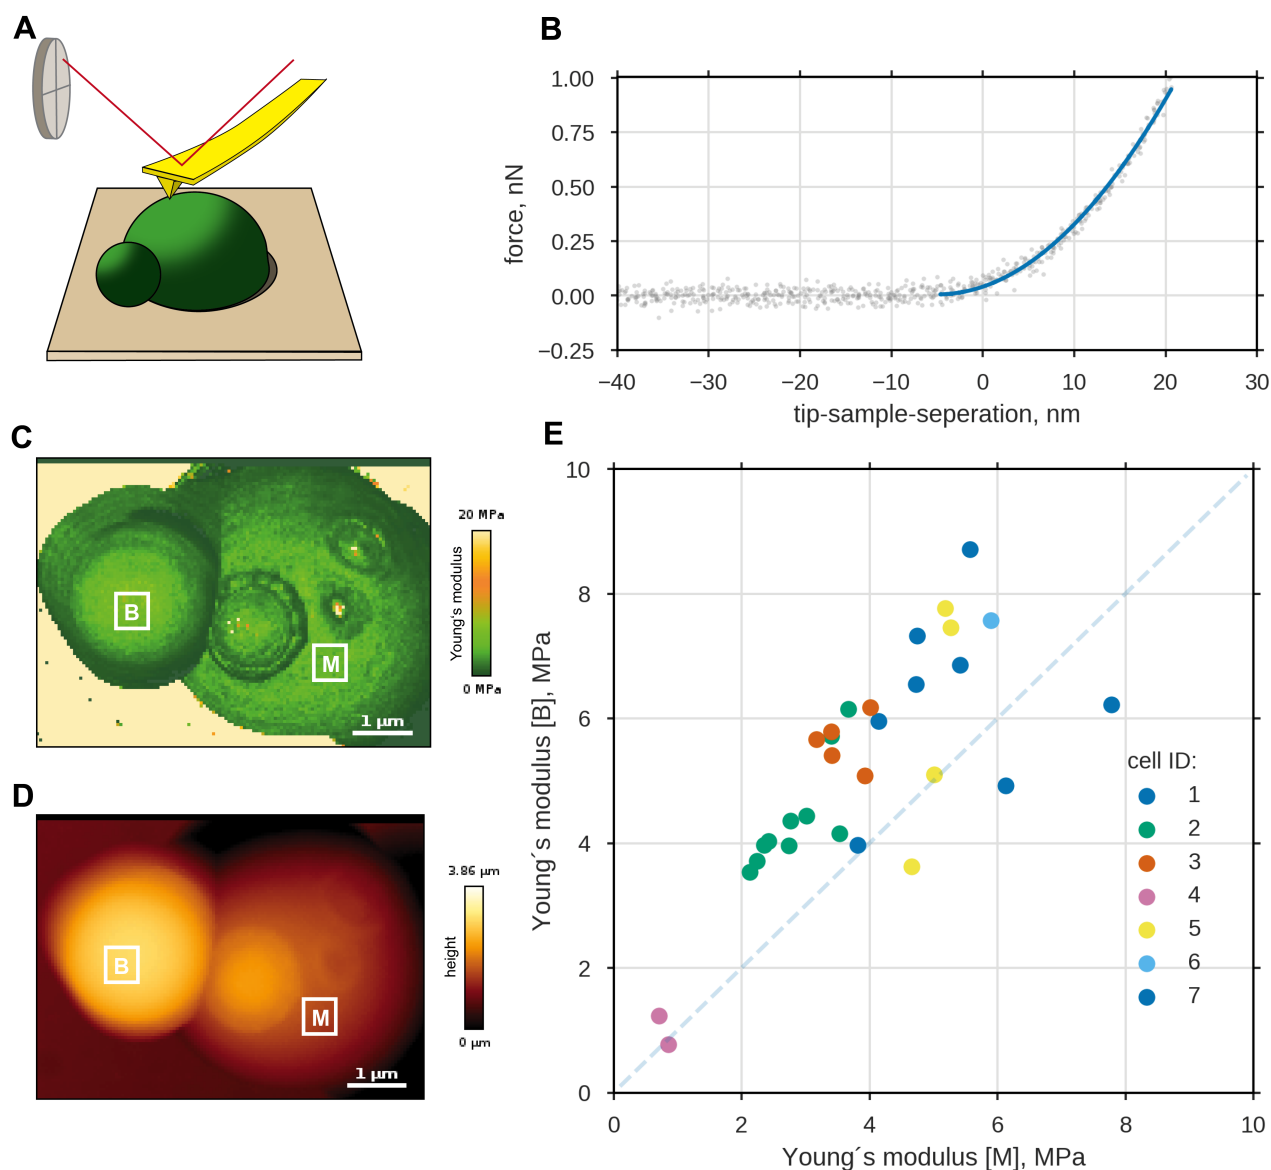 A
B
1.00
0.75
0.50
0.25
0.00
−0.25
force, nN
−40
−30
−20
−10
0
10
20
30
tip-sample-seperation, nm
C
B
M
1 µm
20 MPa
Young's modulus
0 MPa
D
B
M
1 µm
3.86 µm
height
0 µm
E
10
8
6
4
2
0
Young´s modulus [B], MPa
cell ID:
1
2
3
4
5
6
7
0
2
4
6
8
10
Young´s modulus [M], MPa